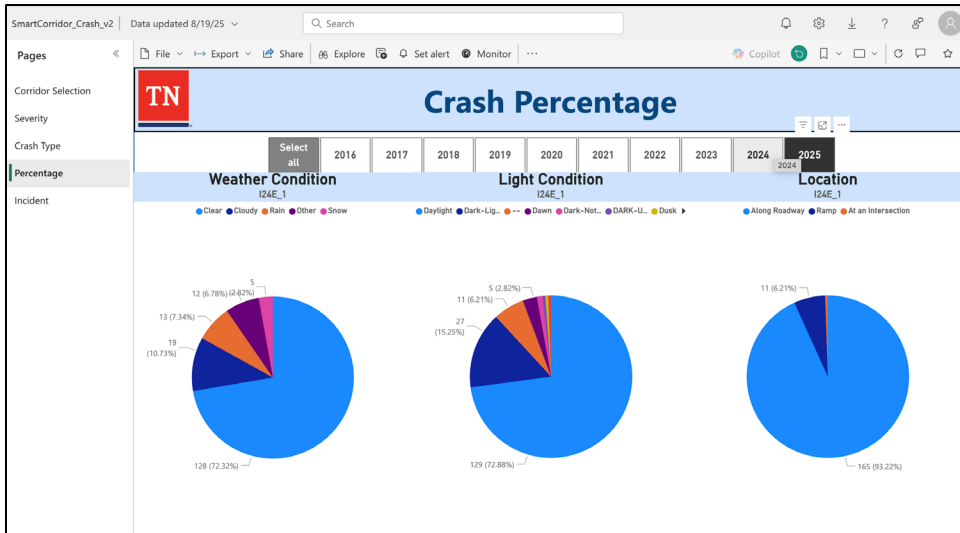 SmartCorridor_Crash_v2 | Data updated 8/19/25
Search
Pages
File
Export
Share
Explore
Set alert
Monitor
...
Copilot
Corridor Selection
Severity
Crash Type
Percentage
Incident
TN
Crash Percentage
Select all
2016
2017
2018
2019
2020
2021
2022
2023
2024
2025
2024
Weather Condition
I24E_1
Clear Cloudy Rain Other Snow
5
12 (6.78%) (2.82%)
13 (7.34%)
19
(10.73%)
128 (72.32%)
Light Condition
I24E_1
Daylight Dark-Lig... -- Dawn Dark-Not... DARK-U... Dusk
5 (2.82%)
11 (6.21%)
27
(15.25%)
129 (72.88%)
Location
I24E_1
Along Roadway Ramp At an Intersection
11 (6.21%)
165 (93.22%)